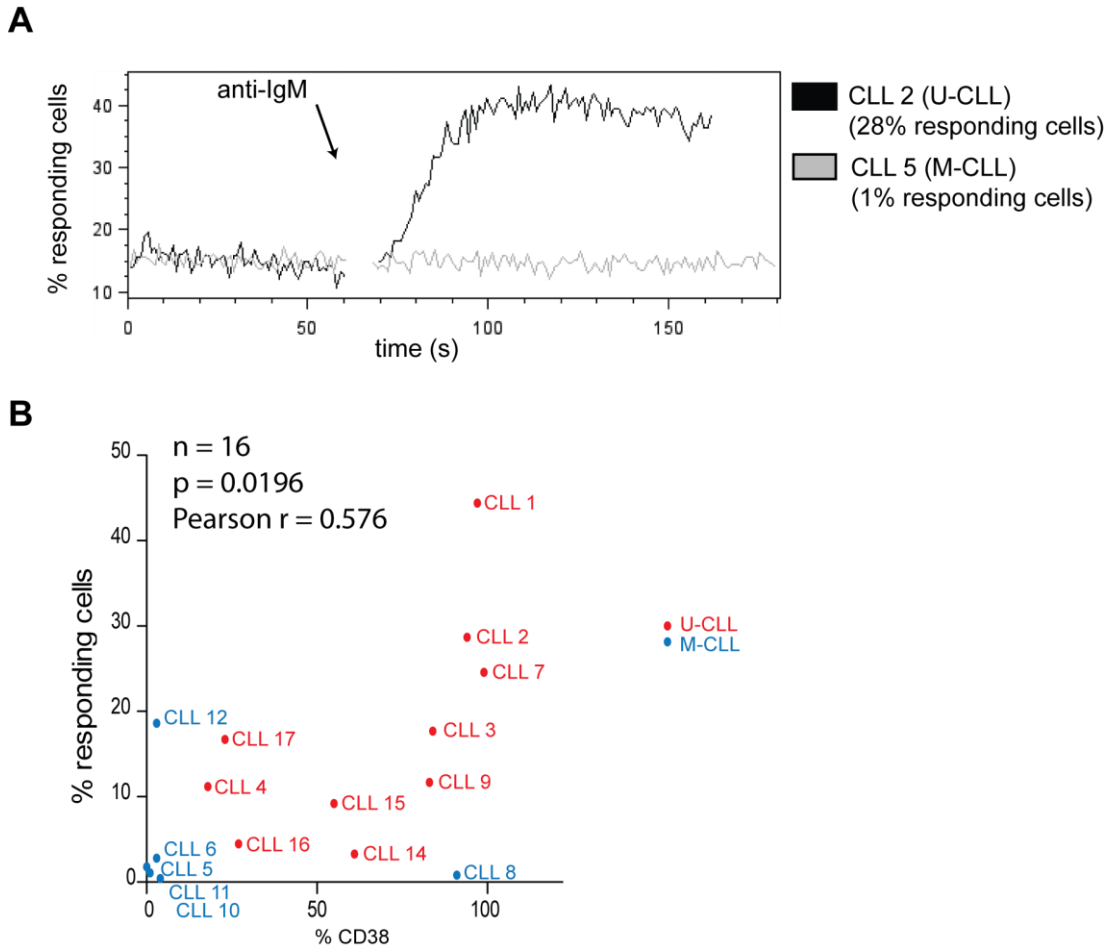 A
anti-IgM
% responding cells
40
30
20
10
0
50
100
150
time (s)
CLL 2 (U-CLL)
(28% responding cells)
CLL 5 (M-CLL)
(1% responding cells)
B
n = 16
p = 0.0196
Pearson r = 0.576
% responding cells
50
40
30
20
10
0
CLL 1
CLL 2
CLL 7
CLL 12
CLL 17
CLL 3
CLL 4
CLL 9
CLL 15
CLL 16
CLL 14
CLL 6
CLL 5
CLL 8
CLL 11
CLL 10
U-CLL
M-CLL
0
50
100
% CD38